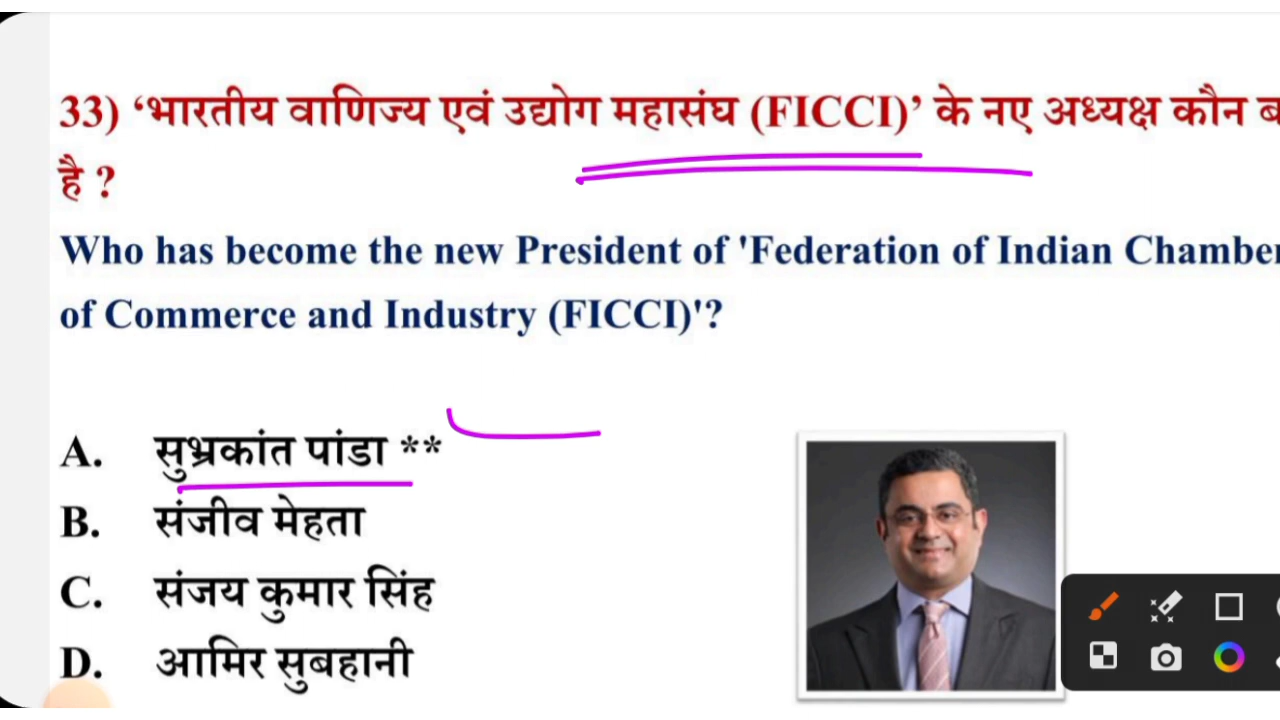 33) ‘भारतीय वाणिज्य एवं उद्योग महासंघ (FICCI)’ के नए अध्यक्ष कौन
है ?
Who has become the new President of 'Federation of Indian
of Commerce and Industry (FICCI)'?
A. सुभ्रकांत पांडा **
B. संजीव मेहता
C. संजय कुमार सिंह
D. आमिर सुबहानी